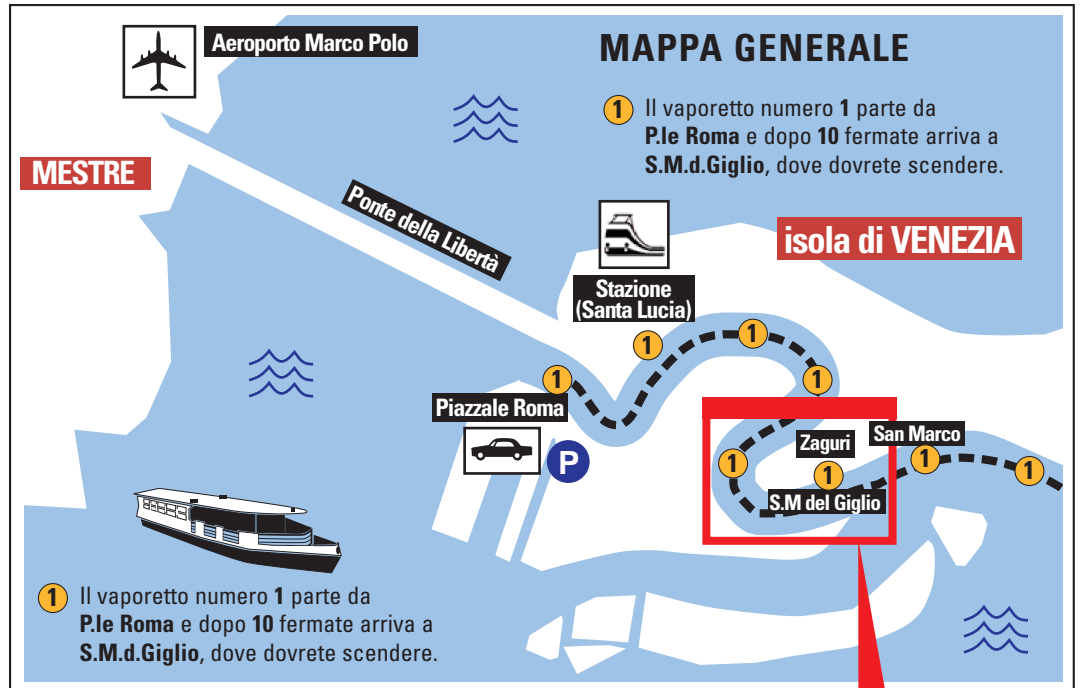 Aeroporto Marco Polo
MAPPA GENERALE
1 Il vaporetto numero 1 parte da
P.le Roma e dopo 10 fermate arriva a
S.M.d.Giglio, dove dovrete scendere.
MESTRE
Ponte della Libertà
isola di VENEZIA
Stazione
(Santa Lucia)
1
1
1
1
Piazzale Roma
P
Zaguri
San Marco
1
1
1
1
S.M del Giglio
1 Il vaporetto numero 1 parte da
P.le Roma e dopo 10 fermate arriva a
S.M.d.Giglio, dove dovrete scendere.